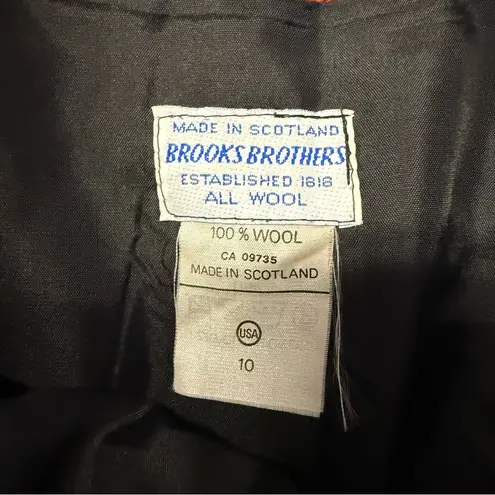 MADE IN SCOTLAND
BROOKS BROTHERS
ESTABLISHED 1818
ALL WOOL
100 % WOOL
CA 09735
MADE IN SCOTLAND
USA
10